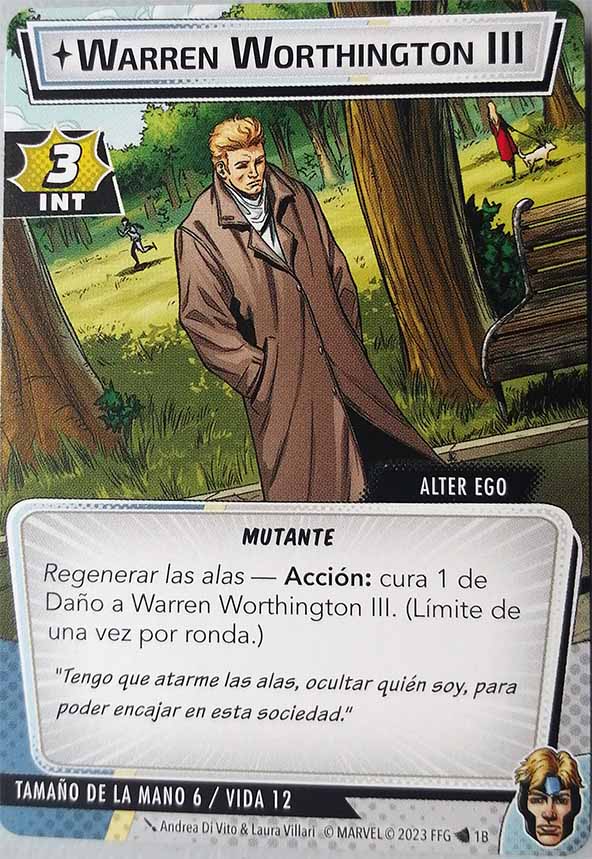 WARREN WORTHINGTON III
3
INT
ALTER EGO
MUTANTE
Regenerar las alas — Acción: cura 1 de
Daño a Warren Worthington III. (Límite de
una vez por ronda.)
"Tengo que atarme las alas, ocultar quién soy, para
poder encajar en esta sociedad."
TAMAÑO DE LA MANO 6 / VIDA 12
Andrea Di Vito & Laura Villari © MARVEL © 2023 FFG 1B